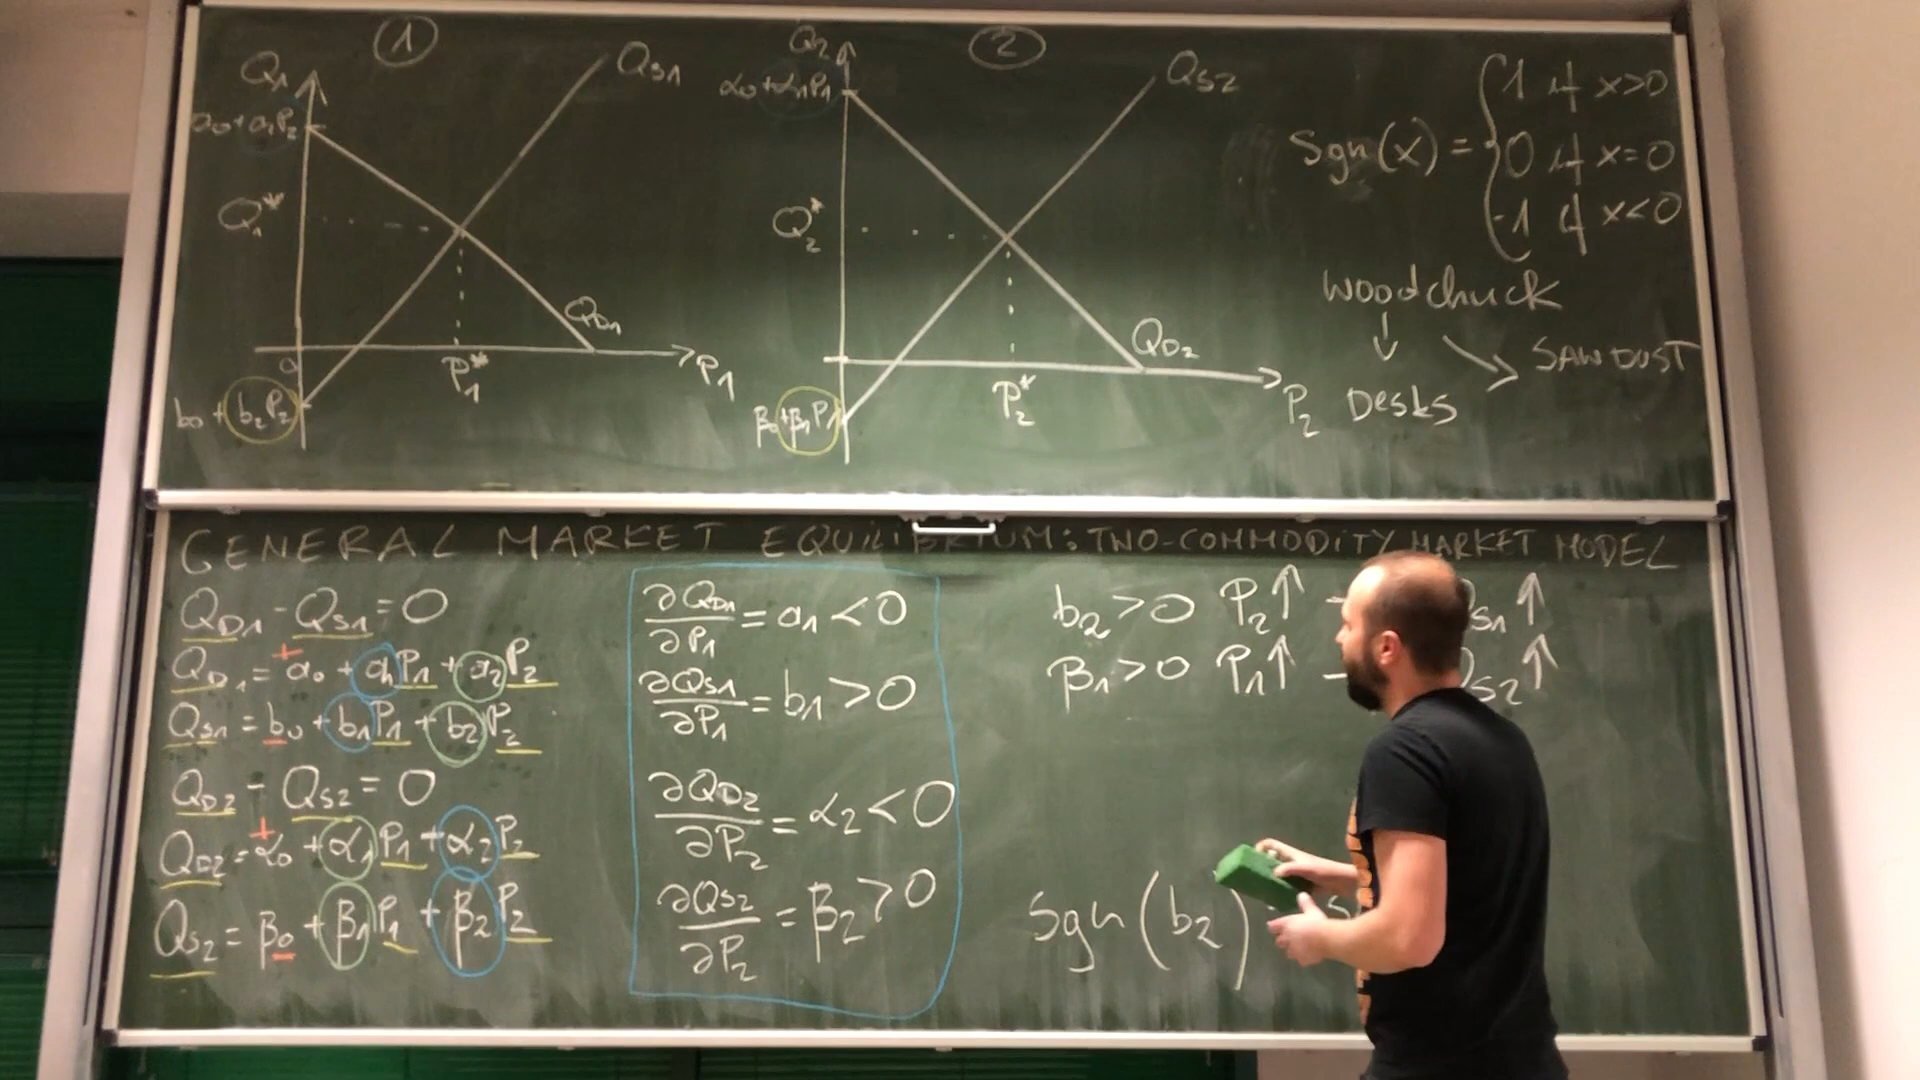 ①
Q₁
Qs1
a₀+a₁P₂
Q₁*
QD1
0
P₁*
P₁
b₀+b₂P₂
②
Q₂
Qs2
α₀+α₁P₁
Q₂*
QD2
P₂*
P₂
β₀+β₁P₁
Sgn(x) = { 1 if x>0
0 if x=0
-1 if x<0
woodchuck
↓ ↘ SAWDUST
Desks
GENERAL MARKET EQUILIBRIUM: TWO-COMMODITY MARKET MODEL
QD1 - Qs1 = 0
+
QD1 = a₀ + a₁P₁ + a₂P₂
Qs1 = b₀ + b₁P₁ + b₂P₂
QD2 - Qs2 = 0
+
QD2 = α₀ + α₁P₁ + α₂P₂
Qs2 = β₀ + β₁P₁ + β₂P₂
∂QD1/∂P₁ = a₁ < 0
∂Qs1/∂P₁ = b₁ > 0
∂QD2/∂P₂ = α₂ < 0
∂Qs2/∂P₂ = β₂ > 0
b₂ > 0 P₂↑ Qs1↑
β₁ > 0 P₁↑ Qs2↑
Sgn(b₂)